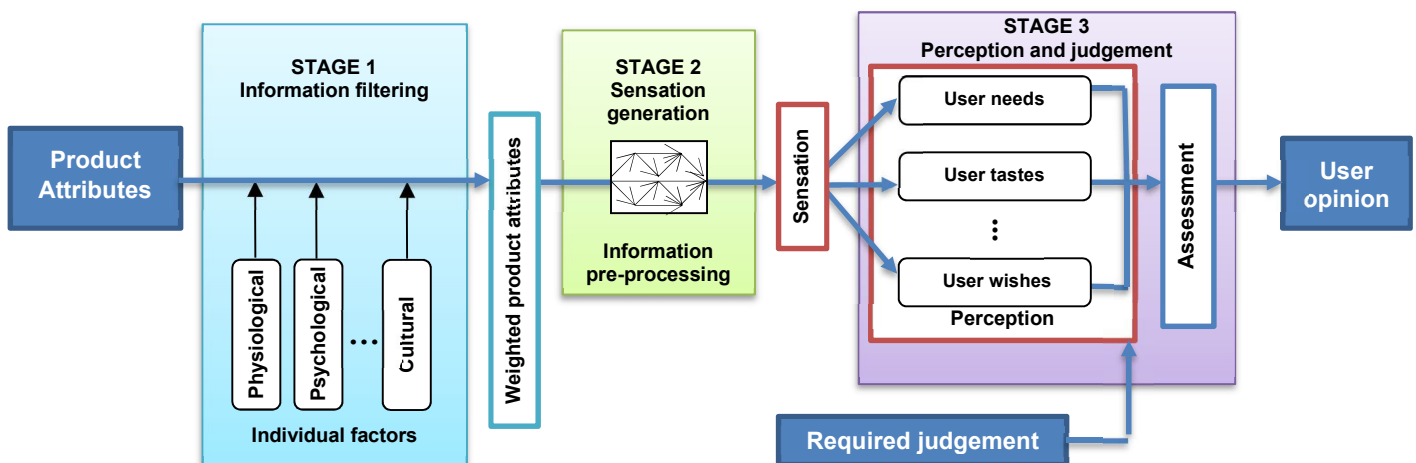 Product
Attributes
STAGE 1
Information filtering
Physiological
Psychological
...
Cultural
Individual factors
Weighted product attributes
STAGE 2
Sensation
generation
Information
pre-processing
Sensation
STAGE 3
Perception and judgement
User needs
User tastes
...
User wishes
Perception
Assessment
Required judgement
User
opinion